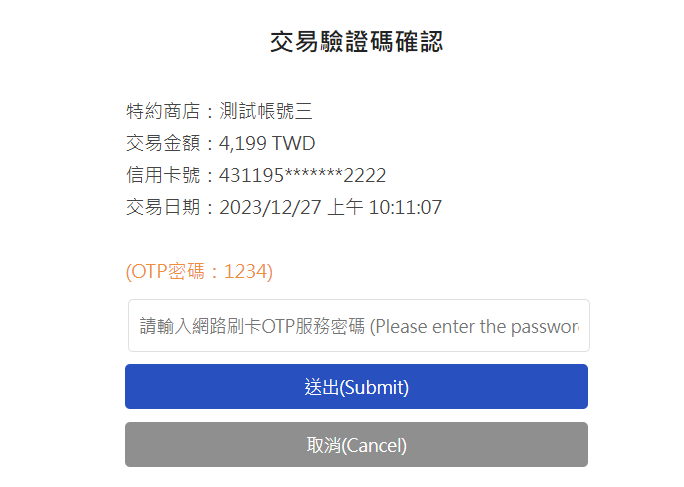 交易驗證碼確認
特約商店：測試帳號三
交易金額：4,199 TWD
信用卡號：431195*******2222
交易日期：2023/12/27 上午 10:11:07
(OTP密碼：1234)
請輸入網路刷卡OTP服務密碼 (Please enter the passwor
送出(Submit)
取消(Cancel)